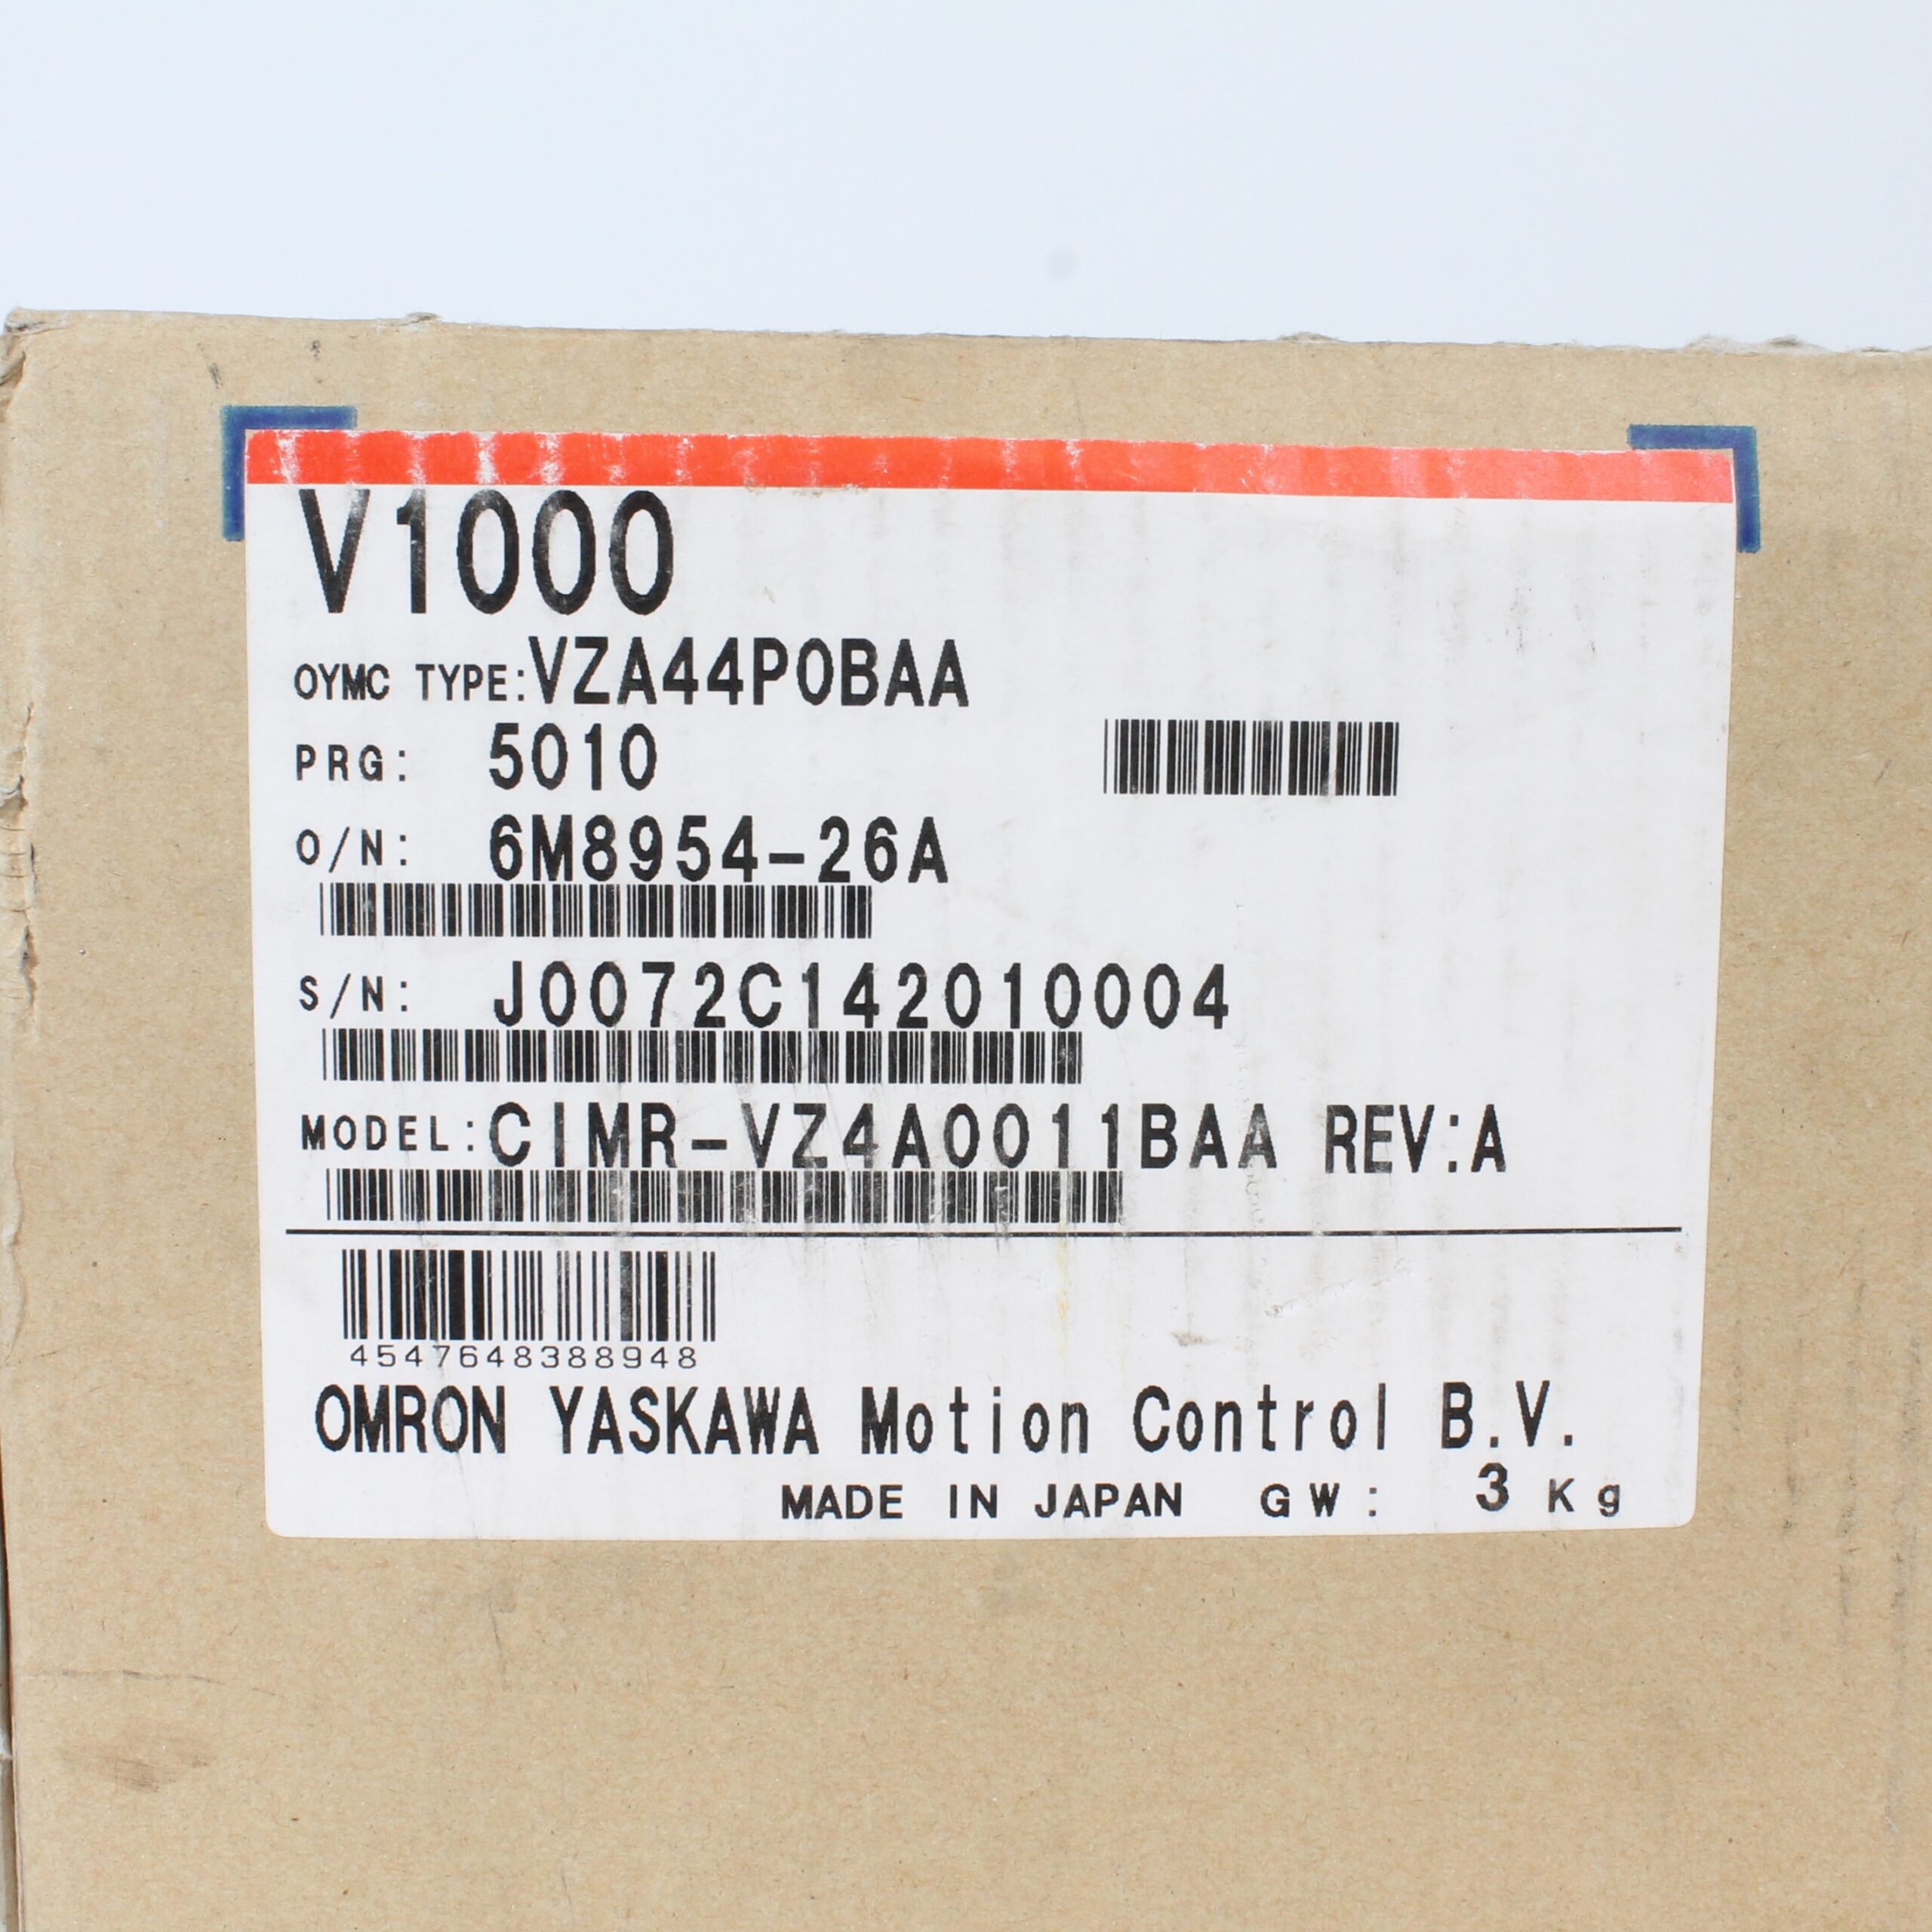 V1000
OYMC TYPE:VZA44P0BAA
PRG: 5010
O/N: 6M8954-26A
S/N: J0072C142010004
MODEL:CIMR-VZ4A0011BAA REV:A
4547648388948
OMRON YASKAWA Motion Control B.V.
MADE IN JAPAN GW: 3 Kg